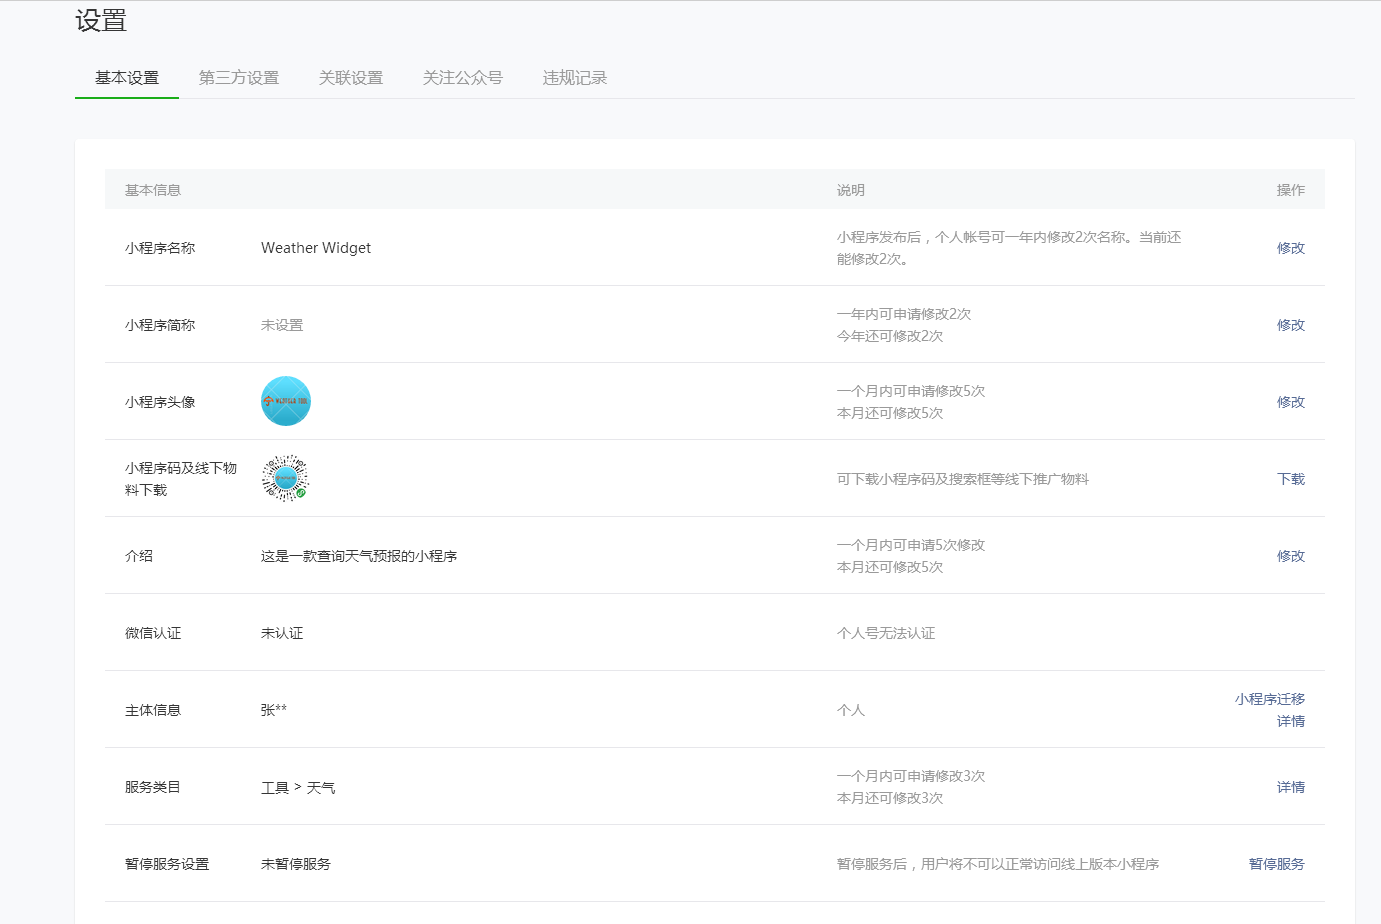 设置
基本设置 第三方设置 关联设置 关注公众号 违规记录
基本信息 说明 操作
小程序名称 Weather Widget 小程序发布后，个人帐号可一年内修改2次名称。当前还
能修改2次。 修改
小程序简称 未设置 一年内可申请修改2次
今年还可修改2次 修改
小程序头像 一个月内可申请修改5次
本月还可修改5次 修改
小程序码及线下物
料下载 可下载小程序码及搜索框等线下推广物料 下载
介绍 这是一款查询天气预报的小程序 一个月内可申请5次修改
本月还可修改5次 修改
微信认证 未认证 个人号无法认证
主体信息 张** 个人 小程序迁移
详情
服务类目 工具 > 天气 一个月内可申请修改3次
本月还可修改3次 详情
暂停服务设置 未暂停服务 暂停服务后，用户将不可以正常访问线上版本小程序 暂停服务